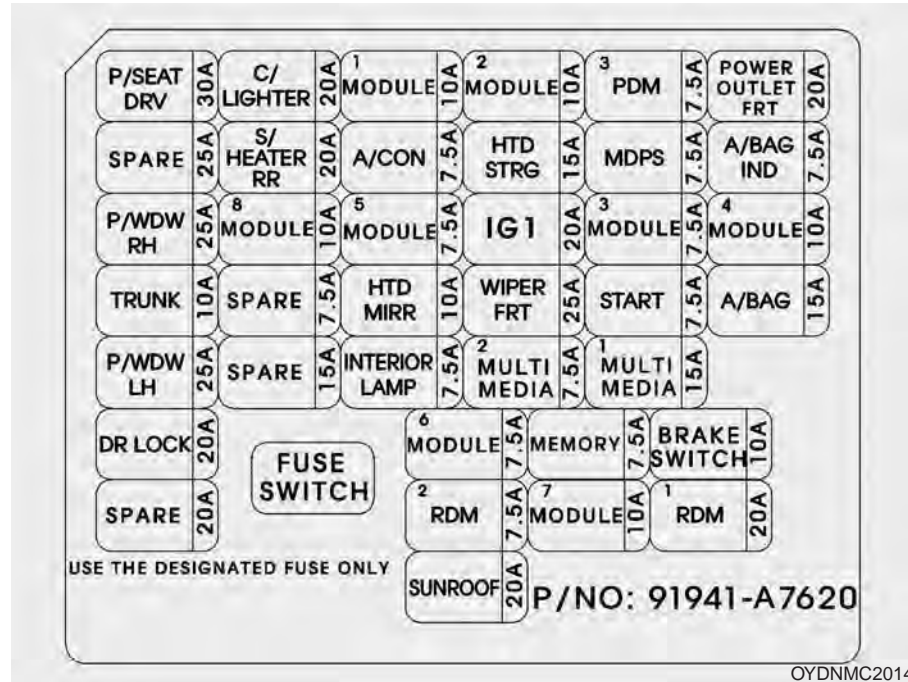 P/SEAT DRV 30A
C/ LIGHTER 20A
1 MODULE 10A
2 MODULE 10A
3 PDM 7.5A
POWER OUTLET FRT 20A
SPARE 25A
S/ HEATER RR 20A
A/CON 7.5A
HTD STRG 15A
MDPS 7.5A
A/BAG IND 7.5A
P/WDW RH 25A
8 MODULE 10A
5 MODULE 7.5A
IG1 20A
3 MODULE 7.5A
4 MODULE 10A
TRUNK 10A
SPARE 7.5A
HTD MIRR 10A
WIPER FRT 25A
START 7.5A
A/BAG 15A
P/WDW LH 25A
SPARE 15A
INTERIOR LAMP 7.5A
2 MULTI MEDIA 7.5A
1 MULTI MEDIA 15A
DR LOCK 20A
FUSE SWITCH
6 MODULE 7.5A
MEMORY 7.5A
BRAKE SWITCH 10A
SPARE 20A
2 RDM 7.5A
7 MODULE 10A
1 RDM 20A
USE THE DESIGNATED FUSE ONLY
SUNROOF 20A
P/NO: 91941-A7620
OYDNMC2014